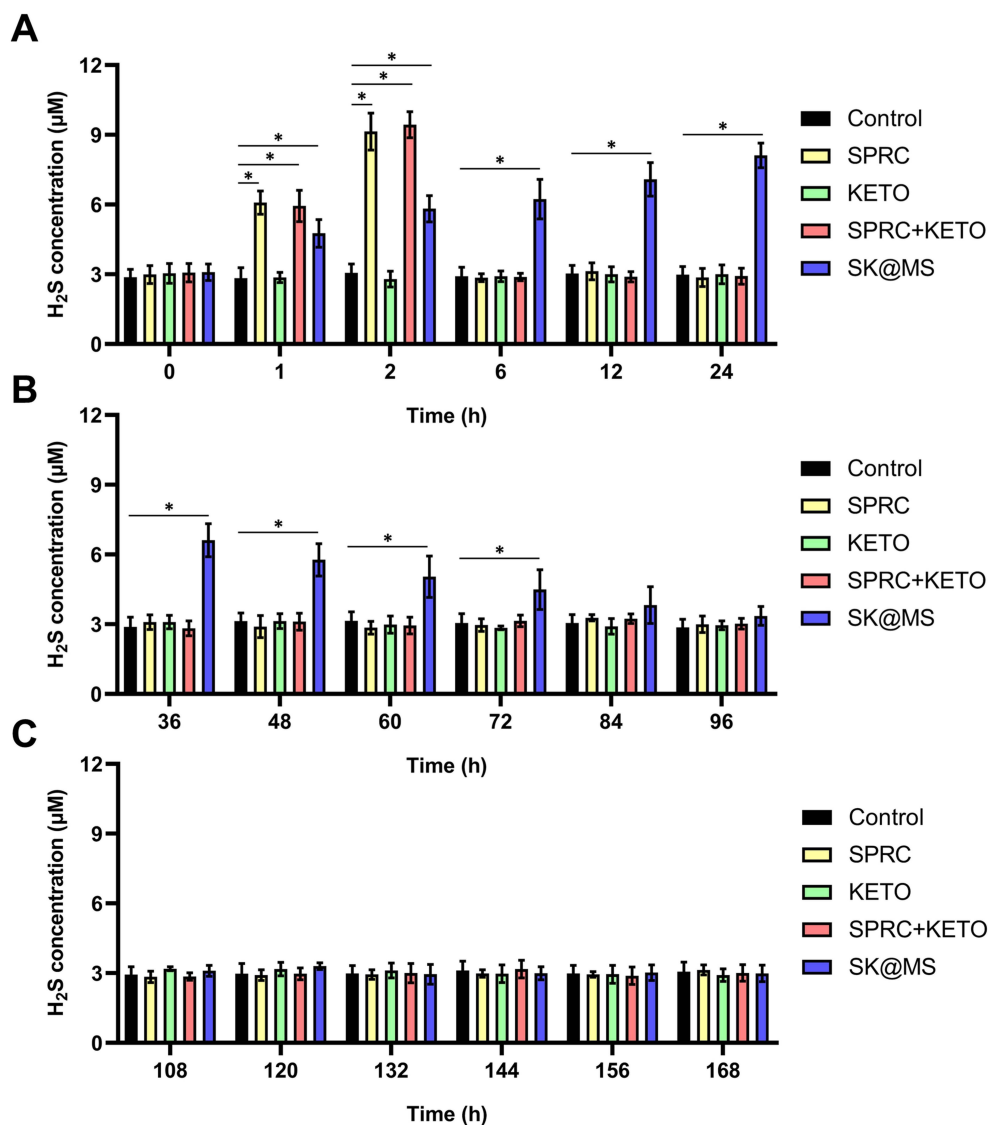 A
H₂S concentration (µM)
12
9
6
3
0
*
*
*
*
*
*
*
*
*
0 1 2 6 12 24
Time (h)
Control
SPRC
KETO
SPRC+KETO
SK@MS
B
H₂S concentration (µM)
12
9
6
3
0
*
*
*
*
36 48 60 72 84 96
Time (h)
Control
SPRC
KETO
SPRC+KETO
SK@MS
C
H₂S concentration (µM)
12
9
6
3
0
108 120 132 144 156 168
Time (h)
Control
SPRC
KETO
SPRC+KETO
SK@MS